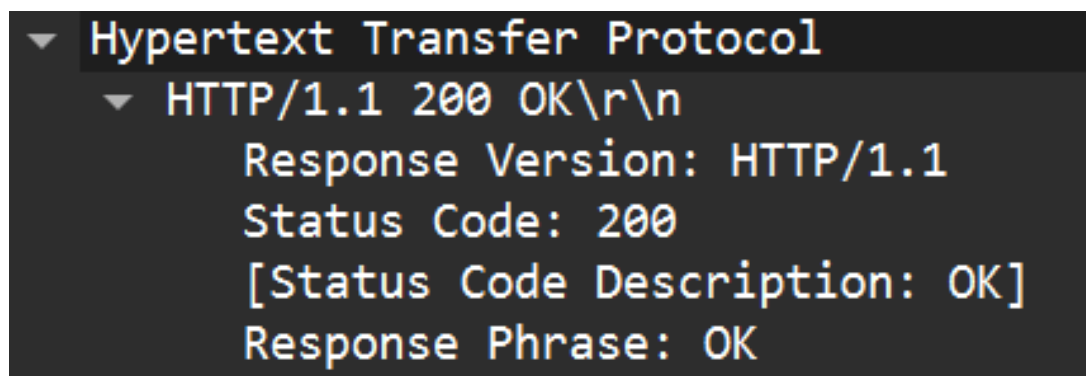 Hypertext Transfer Protocol
HTTP/1.1 200 OK\r\n
Response Version: HTTP/1.1
Status Code: 200
[Status Code Description: OK]
Response Phrase: OK